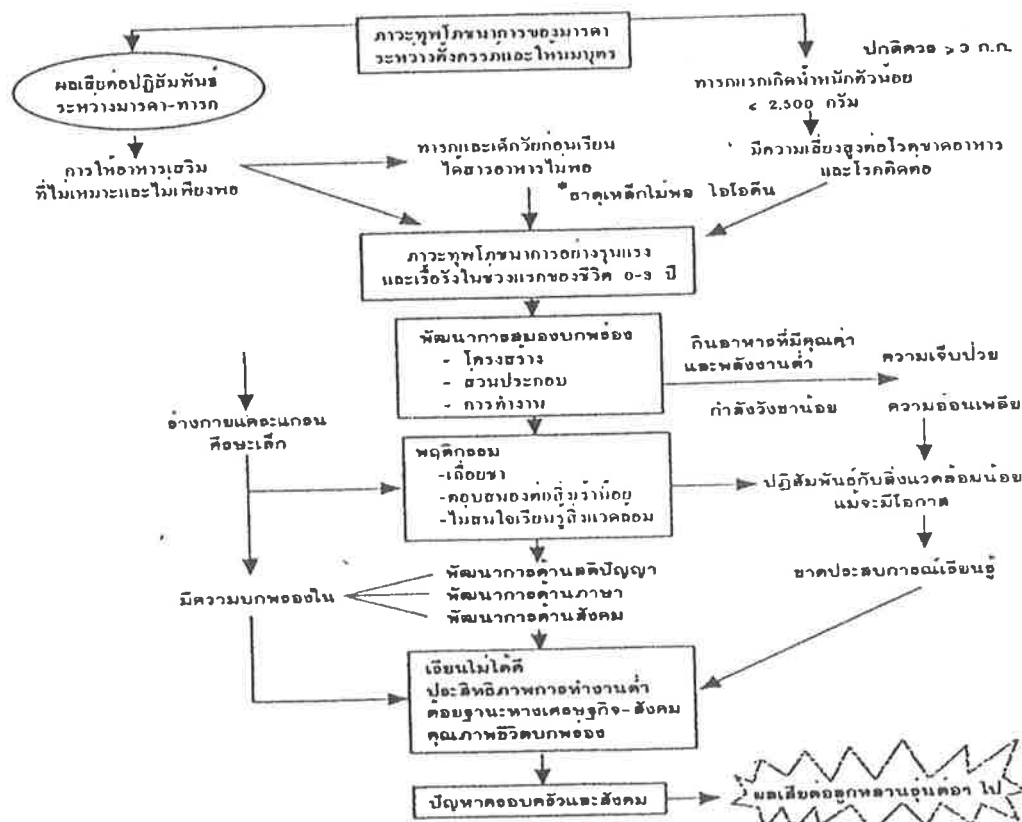 ภาวะทุพโภชนาการของมารดา
ระหว่างตั้งครรภ์และให้นมบุตร
ปกติควร > 3 ก.ก.
ผลเสียต่อปฏิสัมพันธ์
ระหว่างมารดา-ทารก
ทารกแรกเกิดน้ำหนักตัวน้อย
< 2,500 กรัม
การให้อาหารเสริม
ที่ไม่เหมาะและไม่เพียงพอ
ทารกและเด็กวัยก่อนเรียน
ได้สารอาหารไม่พอ
*ธาตุเหล็กไม่พอ ไอโอดีน
มีความเสี่ยงสูงต่อโรคขาดอาหาร
และโรคติดต่อ
ภาวะทุพโภชนาการอย่างรุนแรง
และเรื้อรังในช่วงแรกของชีวิต 0-3 ปี
พัฒนาการสมองบกพร่อง
- โครงสร้าง
- ส่วนประกอบ
- การทำงาน
กินอาหารที่มีคุณค่า
และพลังงานต่ำ
กำลังวังชาน้อย
ความเจ็บป่วย
ความอ่อนเพลีย
ร่างกายแคระแกรน
ศีรษะเล็ก
พฤติกรรม
-เฉื่อยชา
-ตอบสนองต่อสิ่งเร้าน้อย
-ไม่สนใจเรียนรู้สิ่งแวดล้อม
ปฏิสัมพันธ์กับสิ่งแวดล้อมน้อย
แม้จะมีโอกาส
ขาดประสบการณ์เรียนรู้
มีความบกพร่องใน
พัฒนาการด้านสติปัญญา
พัฒนาการด้านภาษา
พัฒนาการด้านสังคม
เรียนไม่ได้ดี
ประสิทธิภาพการทำงานต่ำ
ด้อยฐานะทางเศรษฐกิจ-สังคม
คุณภาพชีวิตบกพร่อง
ปัญหาครอบครัวและสังคม
ผลเสียต่อลูกหลานรุ่นต่อๆ ไป